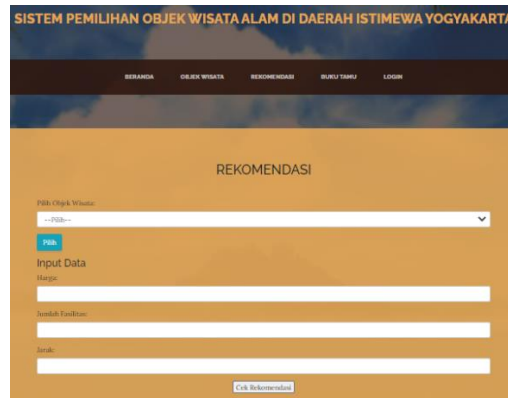 SISTEM PEMILIHAN OBJEK WISATA ALAM DI DAERAH ISTIMEWA YOGYAKARTA
BERANDA OBJEK WISATA REKOMENDASI BUKU TAMU LOGIN
REKOMENDASI
Pilih Objek Wisata:
--Pilih--
Pilih
Input Data
Harga:
Jumlah Fasilitas:
Jarak:
Cek Rekomendasi